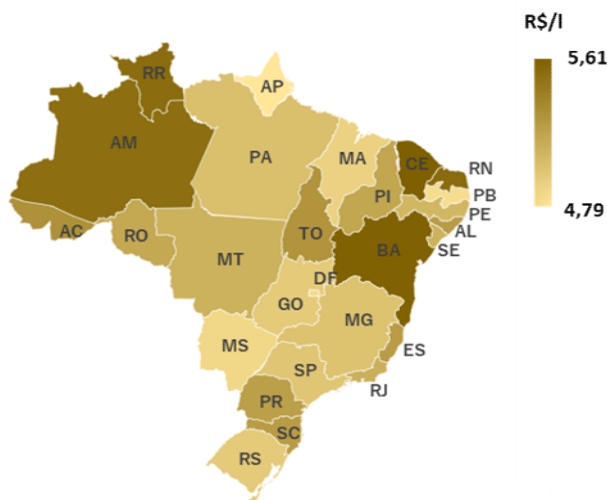 R$/l
5,61
4,79
RR
AP
AM
PA
MA
CE
RN
PI
PB
PE
AC
RO
TO
AL
SE
BA
MT
DF
GO
MG
MS
ES
SP
RJ
PR
SC
RS